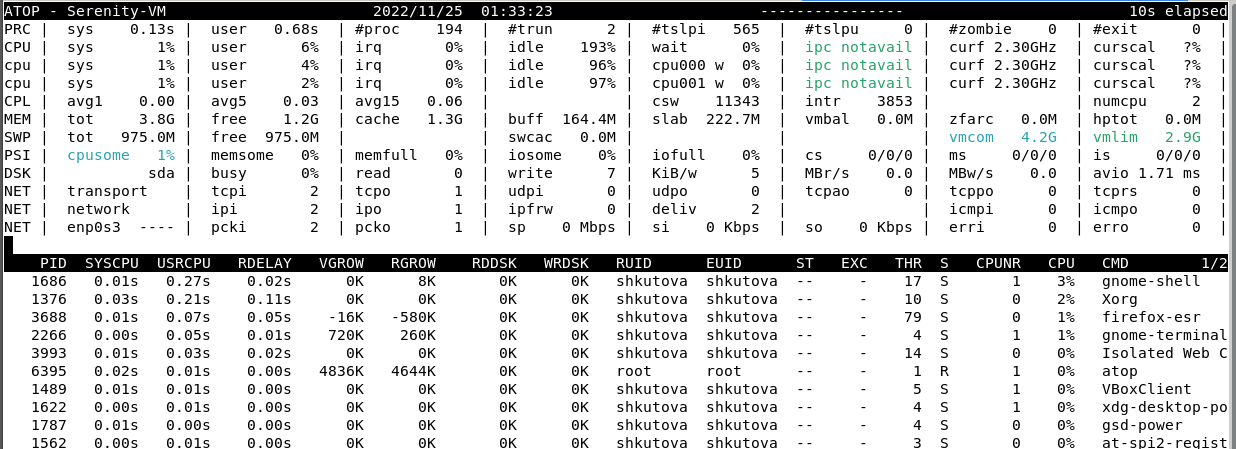 ATOP - Serenity-VM 2022/11/25 01:33:23 ---------------- 10s elapsed
PRC | sys 0.13s | user 0.68s | #proc 194 | #trun 2 | #tslpi 565 | #tslpu 0 | #zombie 0 | #exit 0 |
CPU | sys 1% | user 6% | irq 0% | idle 193% | wait 0% | ipc notavail | curf 2.30GHz | curscal ?% |
cpu | sys 1% | user 4% | irq 0% | idle 96% | cpu000 w 0% | ipc notavail | curf 2.30GHz | curscal ?% |
cpu | sys 1% | user 2% | irq 0% | idle 97% | cpu001 w 0% | ipc notavail | curf 2.30GHz | curscal ?% |
CPL | avg1 0.00 | avg5 0.03 | avg15 0.06 | | csw 11343 | intr 3853 | | numcpu 2 |
MEM | tot 3.8G | free 1.2G | cache 1.3G | buff 164.4M | slab 222.7M | vmbal 0.0M | zfarc 0.0M | hptot 0.0M |
SWP | tot 975.0M | free 975.0M | | swcac 0.0M | | | vmcom 4.2G | vmlim 2.9G |
PSI | cpusome 1% | memsome 0% | memfull 0% | iosome 0% | iofull 0% | cs 0/0/0 | ms 0/0/0 | is 0/0/0 |
DSK | sda | busy 0% | read 0 | write 7 | KiB/w 5 | MBr/s 0.0 | MBw/s 0.0 | avio 1.71 ms |
NET | transport | tcpi 2 | tcpo 1 | udpi 0 | udpo 0 | tcpao 0 | tcppo 0 | tcprs 0 |
NET | network | ipi 2 | ipo 1 | ipfrw 0 | deliv 2 | | icmpi 0 | icmpo 0 |
NET | enp0s3 ---- | pcki 2 | pcko 1 | sp 0 Mbps | si 0 Kbps | so 0 Kbps | erri 0 | erro 0 |
PID SYSCPU USRCPU RDELAY VGROW RGROW RDDSK WRDSK RUID EUID ST EXC THR S CPUNR CPU CMD 1/2
1686 0.01s 0.27s 0.02s 0K 8K 0K 0K shkutova shkutova -- - 17 S 1 3% gnome-shell
1376 0.03s 0.21s 0.11s 0K 0K 0K 0K shkutova shkutova -- - 10 S 0 2% Xorg
3688 0.01s 0.07s 0.05s -16K -580K 0K 0K shkutova shkutova -- - 79 S 0 1% firefox-esr
2266 0.00s 0.05s 0.01s 720K 260K 0K 0K shkutova shkutova -- - 4 S 1 1% gnome-terminal
3993 0.01s 0.03s 0.02s 0K 0K 0K 0K shkutova shkutova -- - 14 S 0 0% Isolated Web C
6395 0.02s 0.01s 0.00s 4836K 4644K 0K 0K root root -- - 1 R 1 0% atop
1489 0.01s 0.01s 0.00s 0K 0K 0K 0K shkutova shkutova -- - 5 S 1 0% VBoxClient
1622 0.00s 0.00s 0.00s 0K 0K 0K 0K shkutova shkutova -- - 4 S 1 0% xdg-desktop-po
1787 0.01s 0.00s 0.00s 0K 0K 0K 0K shkutova shkutova -- - 4 S 0 0% gsd-power
1562 0.00s 0.01s 0.00s 0K 0K 0K 0K shkutova shkutova -- - 3 S 0 0% at-spi2-regist